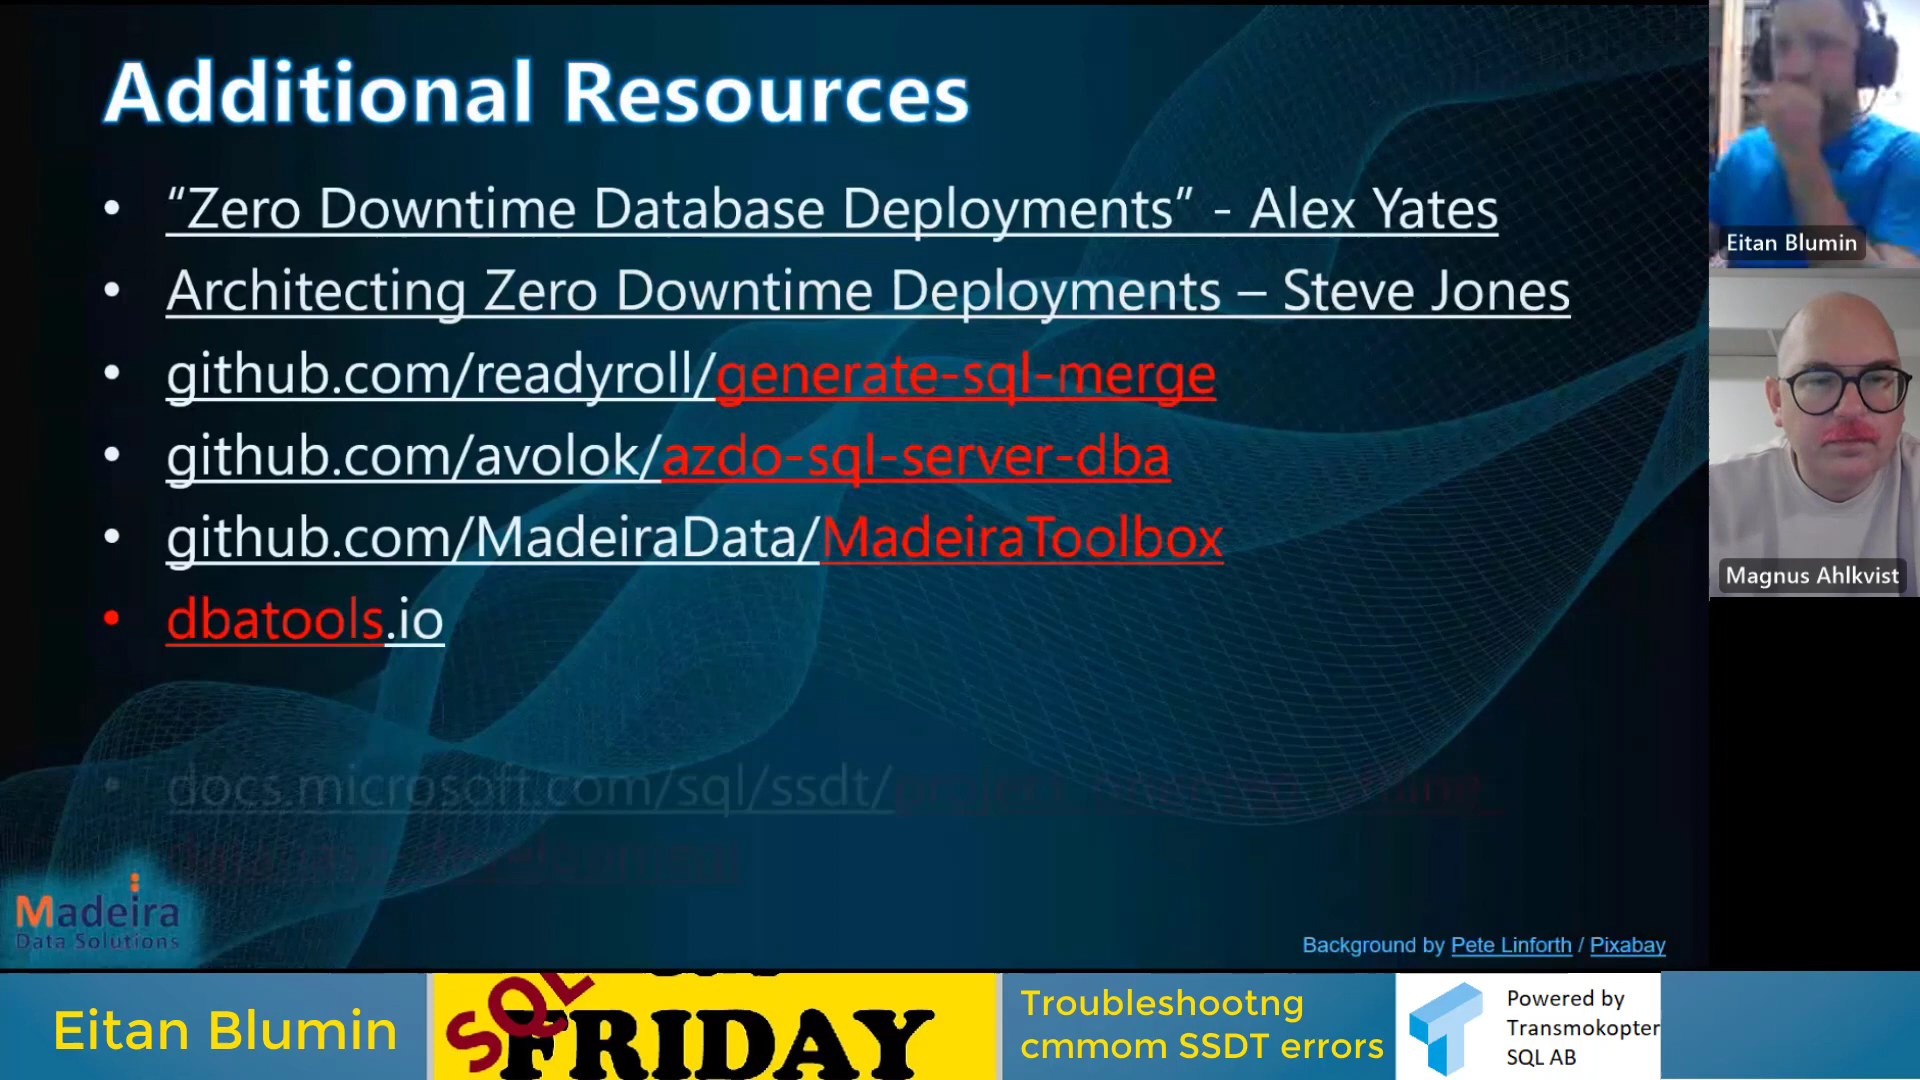 Additional Resources
• “Zero Downtime Database Deployments” - Alex Yates
• Architecting Zero Downtime Deployments – Steve Jones
• github.com/readyroll/generate-sql-merge
• github.com/avolok/azdo-sql-server-dba
• github.com/MadeiraData/MadeiraToolbox
• dbatools.io
• docs.microsoft.com/sql/ssdt/
Madeira
Data Solutions
Background by Pete Linforth / Pixabay
Eitan Blumin
Magnus Ahlkvist
Eitan Blumin
SQL
FRIDAY
Troubleshootng
cmmom SSDT errors
Powered by
Transmokopter
SQL AB